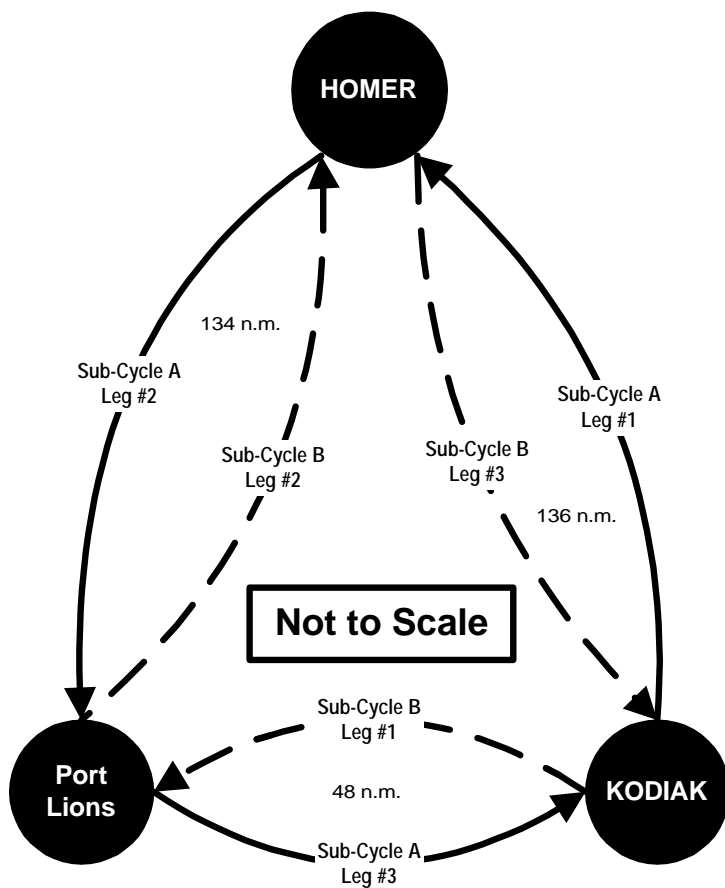 HOMER
134 n.m.
Sub-Cycle A
Leg #2
Sub-Cycle A
Leg #1
Sub-Cycle B
Leg #2
Sub-Cycle B
Leg #3
136 n.m.
Not to Scale
Sub-Cycle B
Leg #1
Port
Lions
48 n.m.
KODIAK
Sub-Cycle A
Leg #3